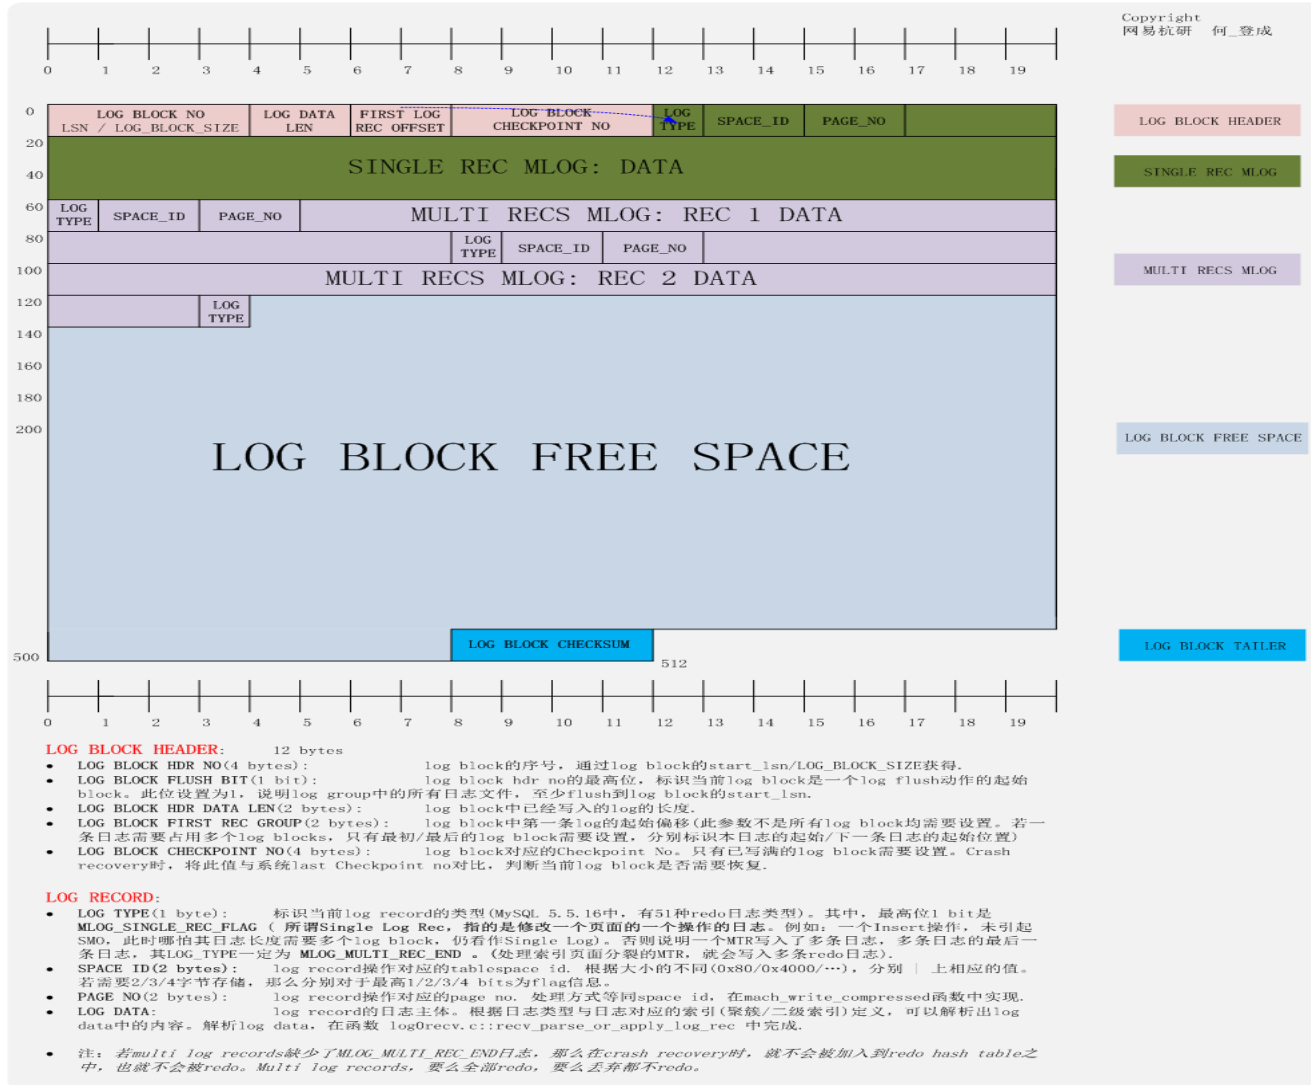 Copyright
网易杭研 何_登成
0 1 2 3 4 5 6 7 8 9 10 11 12 13 14 15 16 17 18 19
0
LOG BLOCK NO
LSN / LOG_BLOCK_SIZE
LOG DATA
LEN
FIRST LOG
REC OFFSET
LOG BLOCK
CHECKPOINT NO
LOG
TYPE
SPACE_ID
PAGE_NO
LOG BLOCK HEADER
20
SINGLE REC MLOG: DATA
SINGLE REC MLOG
40
60
LOG
TYPE
SPACE_ID
PAGE_NO
MULTI RECS MLOG: REC 1 DATA
80
LOG
TYPE
SPACE_ID
PAGE_NO
100
MULTI RECS MLOG: REC 2 DATA
MULTI RECS MLOG
120
LOG
TYPE
140
160
180
200
LOG BLOCK FREE SPACE
LOG BLOCK FREE SPACE
500
LOG BLOCK CHECKSUM
512
LOG BLOCK TATLER
0 1 2 3 4 5 6 7 8 9 10 11 12 13 14 15 16 17 18 19
LOG BLOCK HEADER: 12 bytes
• LOG BLOCK HDR NO(4 bytes): log block的序号，通过log block的start_lsn/LOG_BLOCK_SIZE获得.
• LOG BLOCK FLUSH BIT(1 bit): log block hdr no的最高位，标识当前log block是一个log flush动作的起始
block。此位设置为1，说明log group中的所有日志文件，至少flush到log block的start_lsn.
• LOG BLOCK HDR DATA LEN(2 bytes): log block中已经写入的log的长度.
• LOG BLOCK FIRST REC GROUP(2 bytes): log block中第一条log的起始偏移(此参数不是所有log block均需要设置。若一
条日志需要占用多个log blocks，只有最初/最后的log block需要设置，分别标识本日志的起始/下一条日志的起始位置)
• LOG BLOCK CHECKPOINT NO(4 bytes): log block对应的Checkpoint No。只有已写满的log block需要设置。Crash
recovery时，将此值与系统last Checkpoint no对比，判断当前log block是否需要恢复.
LOG RECORD:
• LOG TYPE(1 byte): 标识当前log record的类型(MySQL 5.5.16中，有51种redo日志类型)。其中，最高位1 bit是
MLOG_SINGLE_REC_FLAG ( 所谓Single Log Rec，指的是修改一个页面的一个操作的日志。例如：一个Insert操作，未引起
SMO，此时哪怕其日志长度需要多个log block，仍看作Single Log)。否则说明一个MTR写入了多条日志，多条日志的最后一
条日志，其LOG_TYPE一定为 MLOG_MULTI_REC_END 。(处理索引页面分裂的MTR，就会写入多条redo日志).
• SPACE ID(2 bytes): log record操作对应的tablespace id. 根据大小的不同(0x80/0x4000/…)，分别 | 上相应的值。
若需要2/3/4字节存储，那么分别对于最高1/2/3/4 bits为flag信息。
• PAGE NO(2 bytes): log record操作对应的page no. 处理方式等同space id，在mach_write_compressed函数中实现.
• LOG DATA: log record的日志主体。根据日志类型与日志对应的索引(聚簇/二级索引)定义，可以解析出log
data中的内容。解析log data，在函数 log0recv.c::recv_parse_or_apply_log_rec 中完成.
• 注：若multi log records缺少了MLOG_MULTI_REC_END日志，那么在crash recovery时，就不会被加入到redo hash table之
中，也就不会被redo。Multi log records，要么全部redo，要么丢弃都不redo。